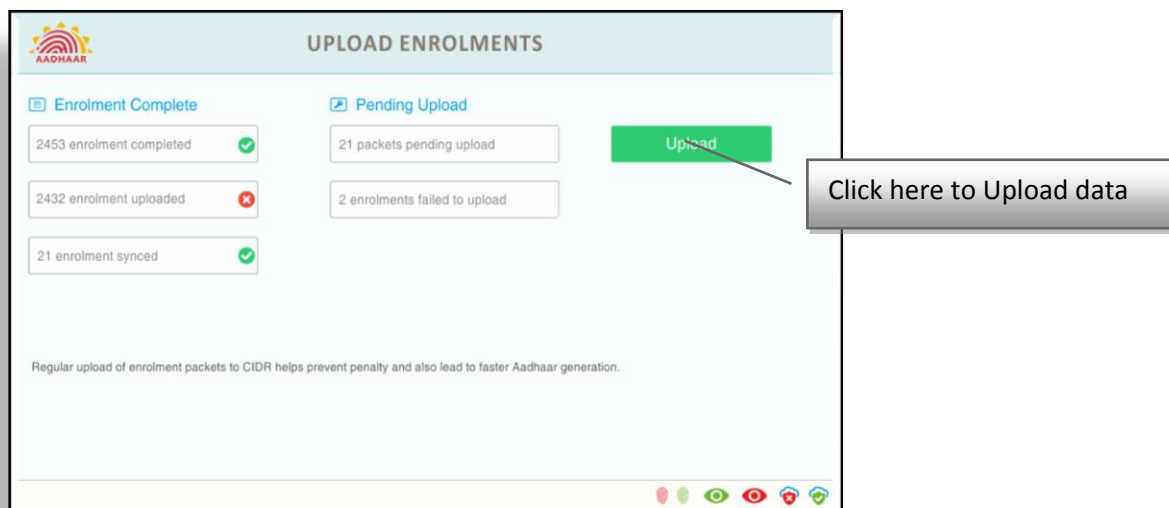 AADHAAR
UPLOAD ENROLMENTS
Enrolment Complete
Pending Upload
2453 enrolment completed
21 packets pending upload
Upload
Click here to Upload data
2432 enrolment uploaded
2 enrolments failed to upload
21 enrolment synced
Regular upload of enrolment packets to CIDR helps prevent penalty and also lead to faster Aadhaar generation.